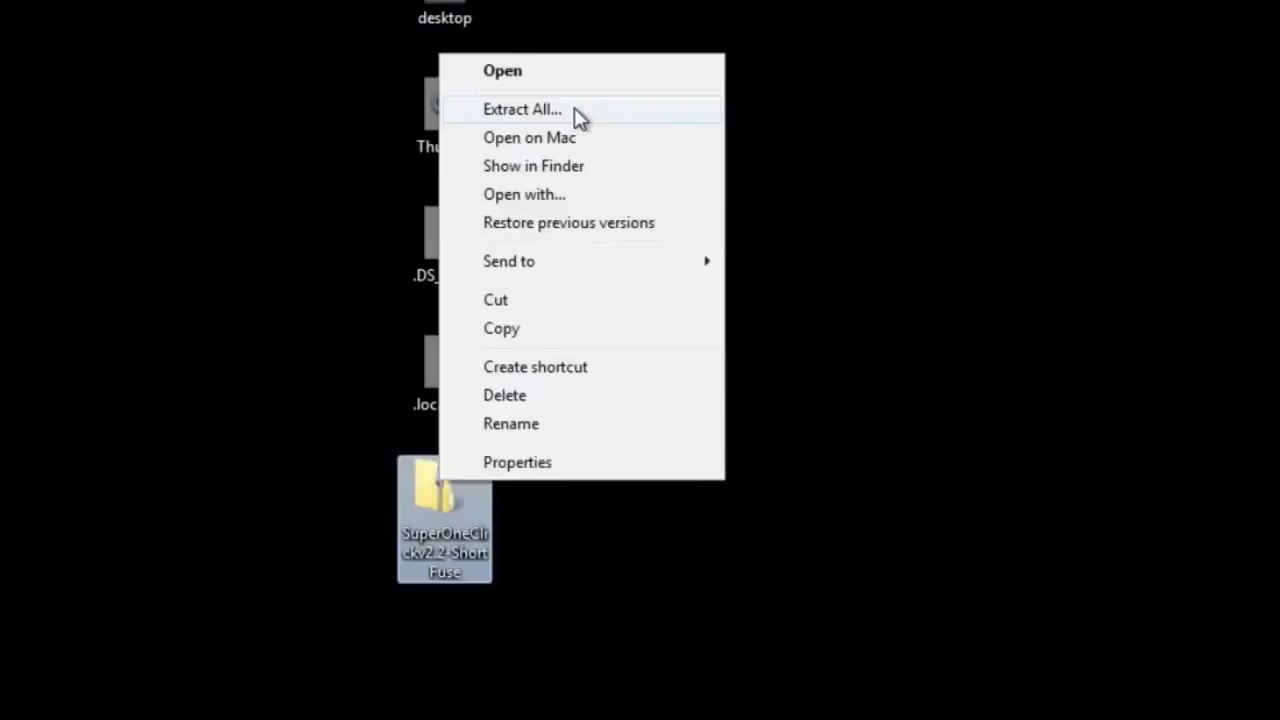 desktop
Open
Extract All...
Thu
Open on Mac
Show in Finder
Open with...
Restore previous versions
Send to
.DS_
Cut
Copy
Create shortcut
Delete
.loc
Rename
Properties
SuperOneCli
ckv2.2-Short
Fuse